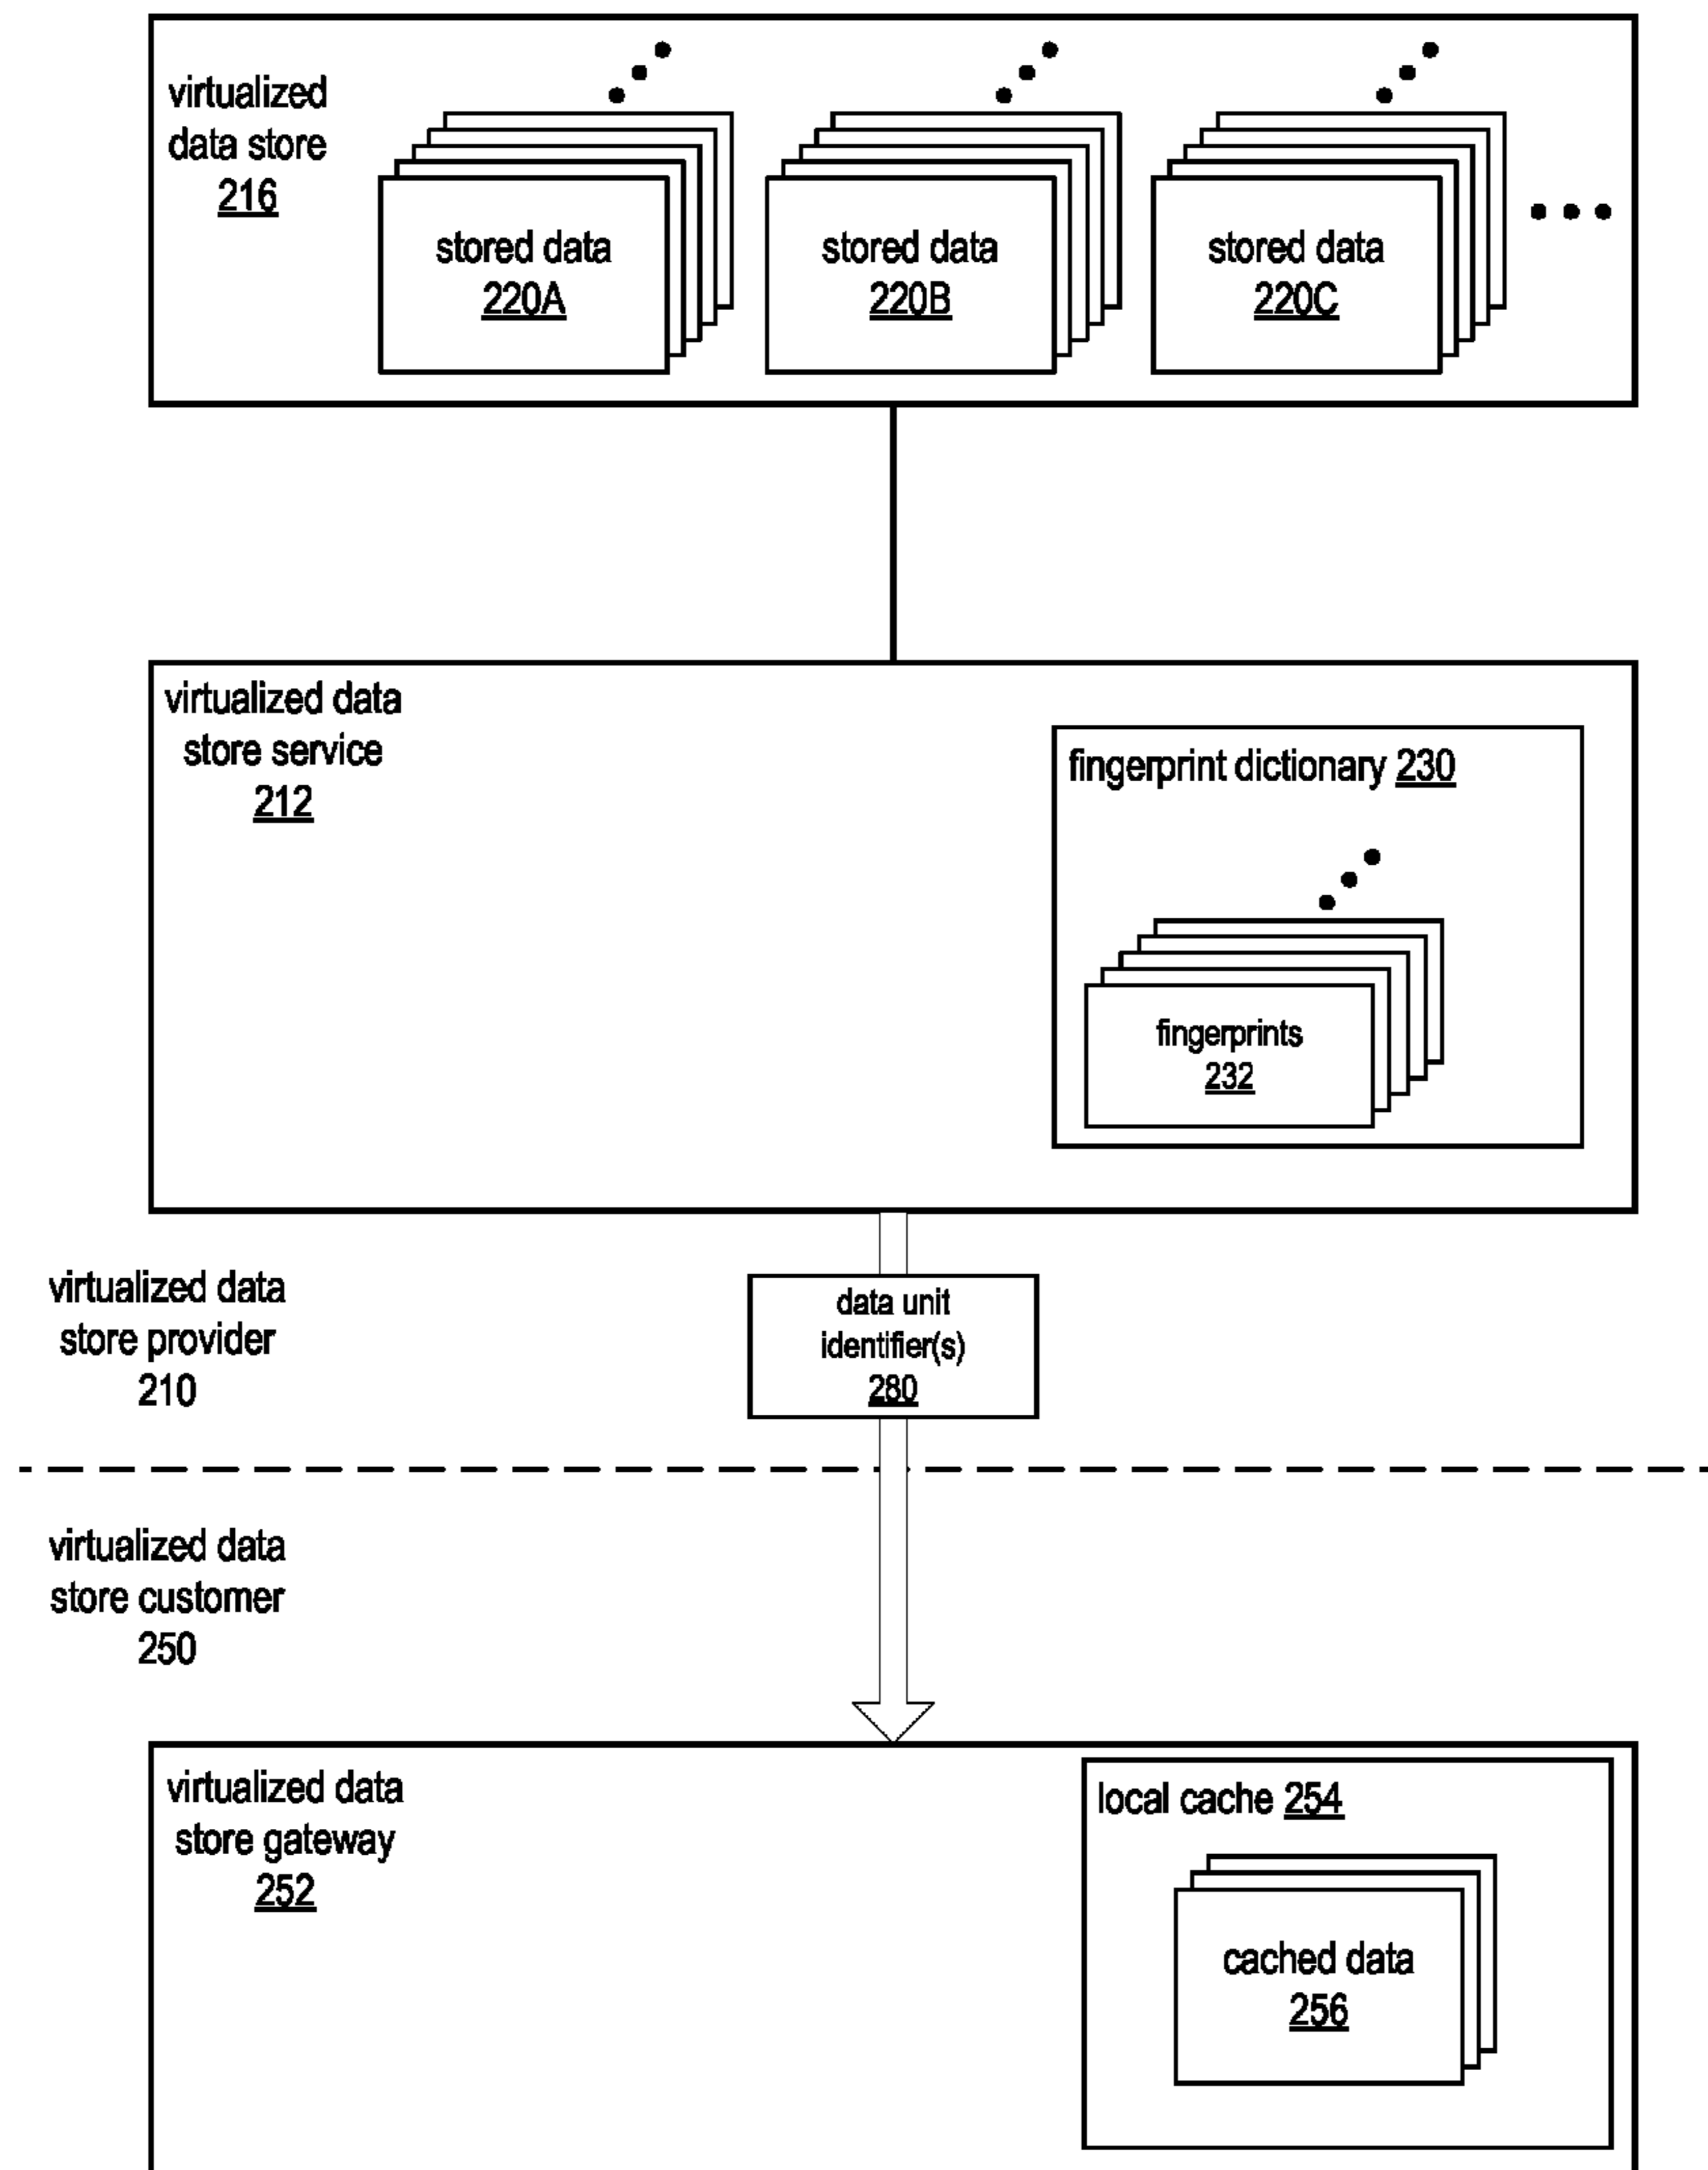 virtualized
data store
216
stored data
220A
stored data
220B
stored data
220C
virtualized data
store service
212
fingerprint dictionary 230
fingerprints
232
virtualized data
store provider
210
data unit
identifier(s)
280
virtualized data
store customer
250
virtualized data
store gateway
252
local cache 254
cached data
256